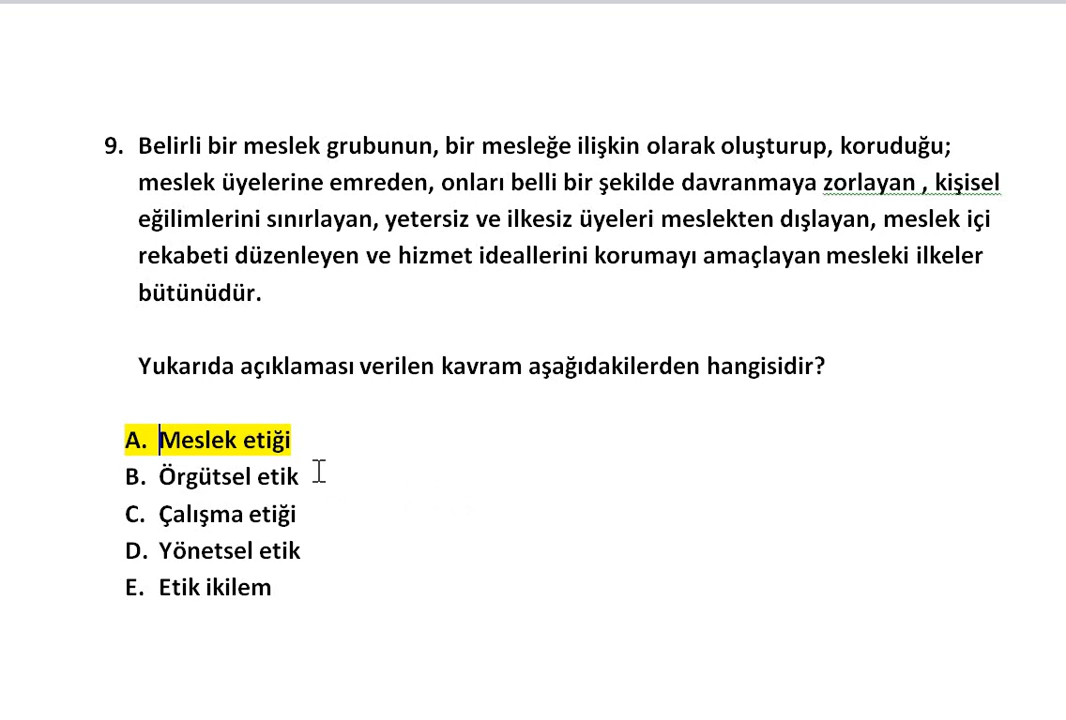 9. Belirli bir meslek grubunun, bir mesleğe ilişkin olarak oluşturup, koruduğu;
meslek üyelerine emreden, onları belli bir şekilde davranmaya zorlayan , kişisel
eğilimlerini sınırlayan, yetersiz ve ilkesiz üyeleri meslekten dışlayan, meslek içi
rekabeti düzenleyen ve hizmet ideallerini korumayı amaçlayan mesleki ilkeler
bütünüdür.
Yukarıda açıklaması verilen kavram aşağıdakilerden hangisidir?
A. Meslek etiği
B. Örgütsel etik
C. Çalışma etiği
D. Yönetsel etik
E. Etik ikilem